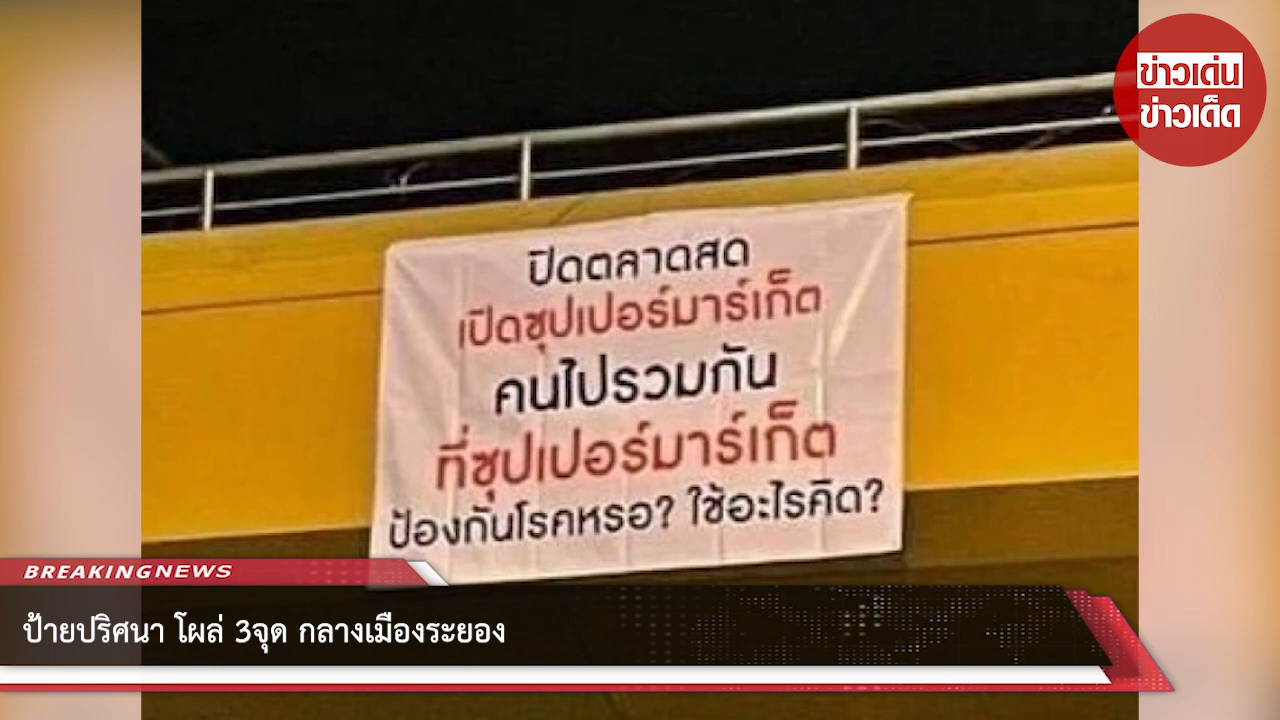 ข่าวเด่น
ข่าวเด็ด
ปิดตลาดสด
เปิดซุปเปอร์มาร์เก็ต
คนไปรวมกัน
ที่ซุปเปอร์มาร์เก็ต
ป้องกันโรคหรอ? ใช้อะไรคิด?
BREAKINGNEWS
ป้ายปริศนา โผล่ 3จุด กลางเมืองระยอง